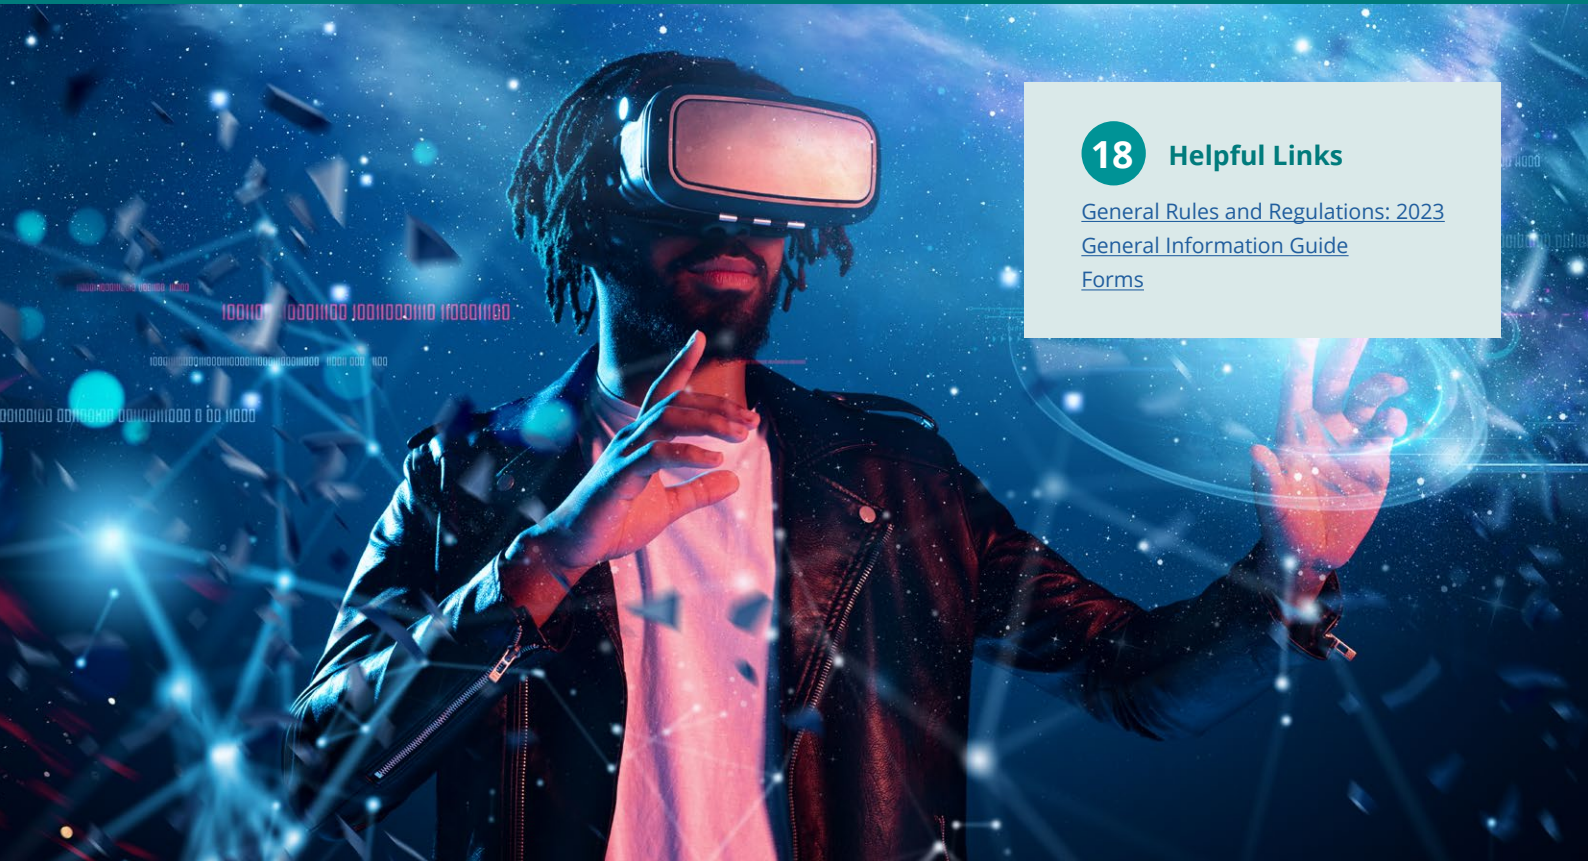 18 Helpful Links
General Rules and Regulations: 2023
General Information Guide
Forms